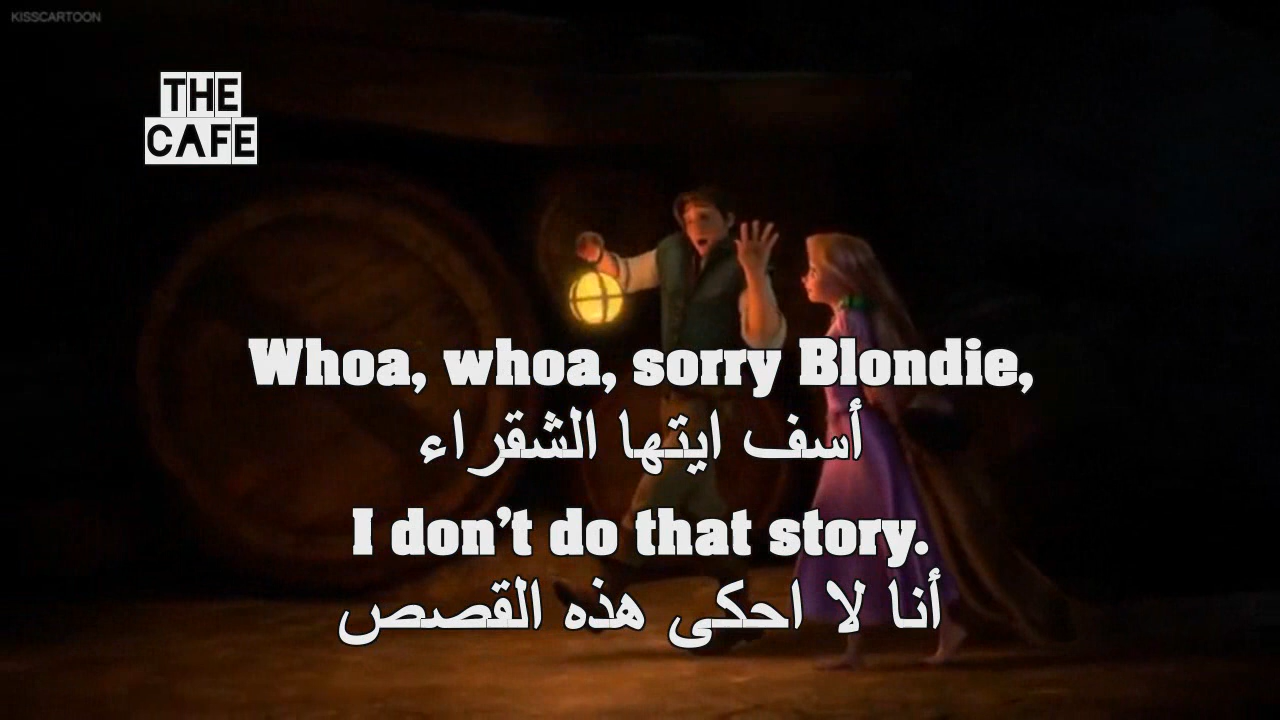 KISSCARTOON
THE
CAFE
Whoa, whoa, sorry Blondie,
أسف ايتها الشقراء
I don't do that story.
أنا لا احكى هذه القصص